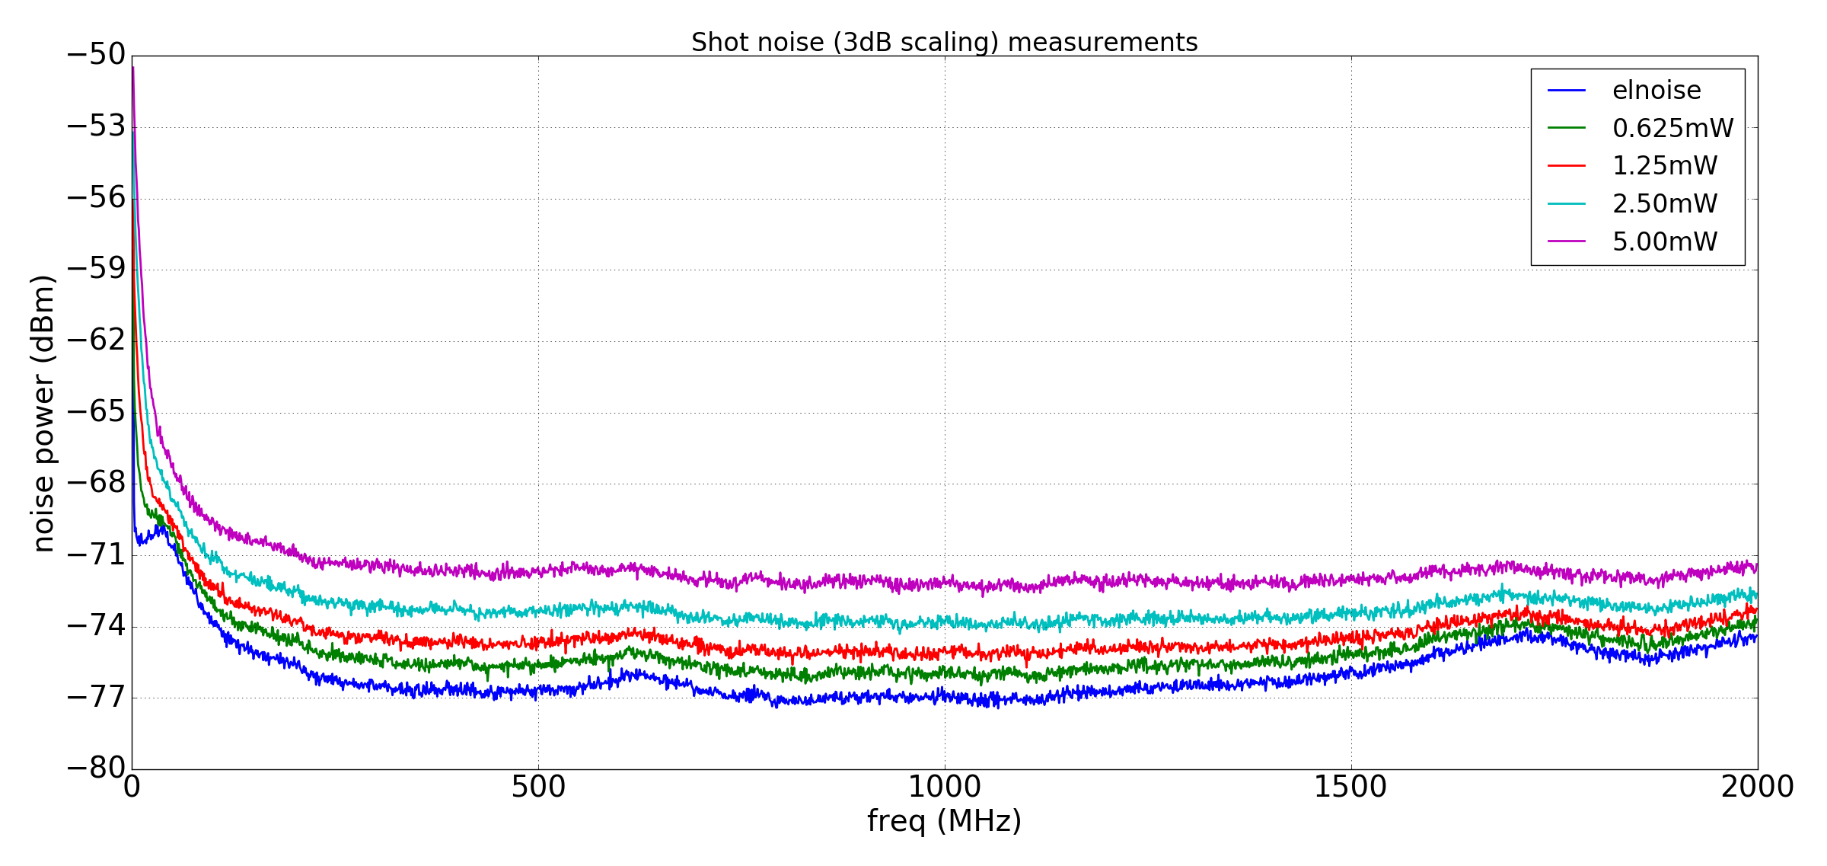 Shot noise (3dB scaling) measurements
−50
−53
−56
−59
−62
−65
−68
−71
−74
−77
−80
noise power (dBm)
elnoise
0.625mW
1.25mW
2.50mW
5.00mW
0 500 1000 1500 2000
freq (MHz)